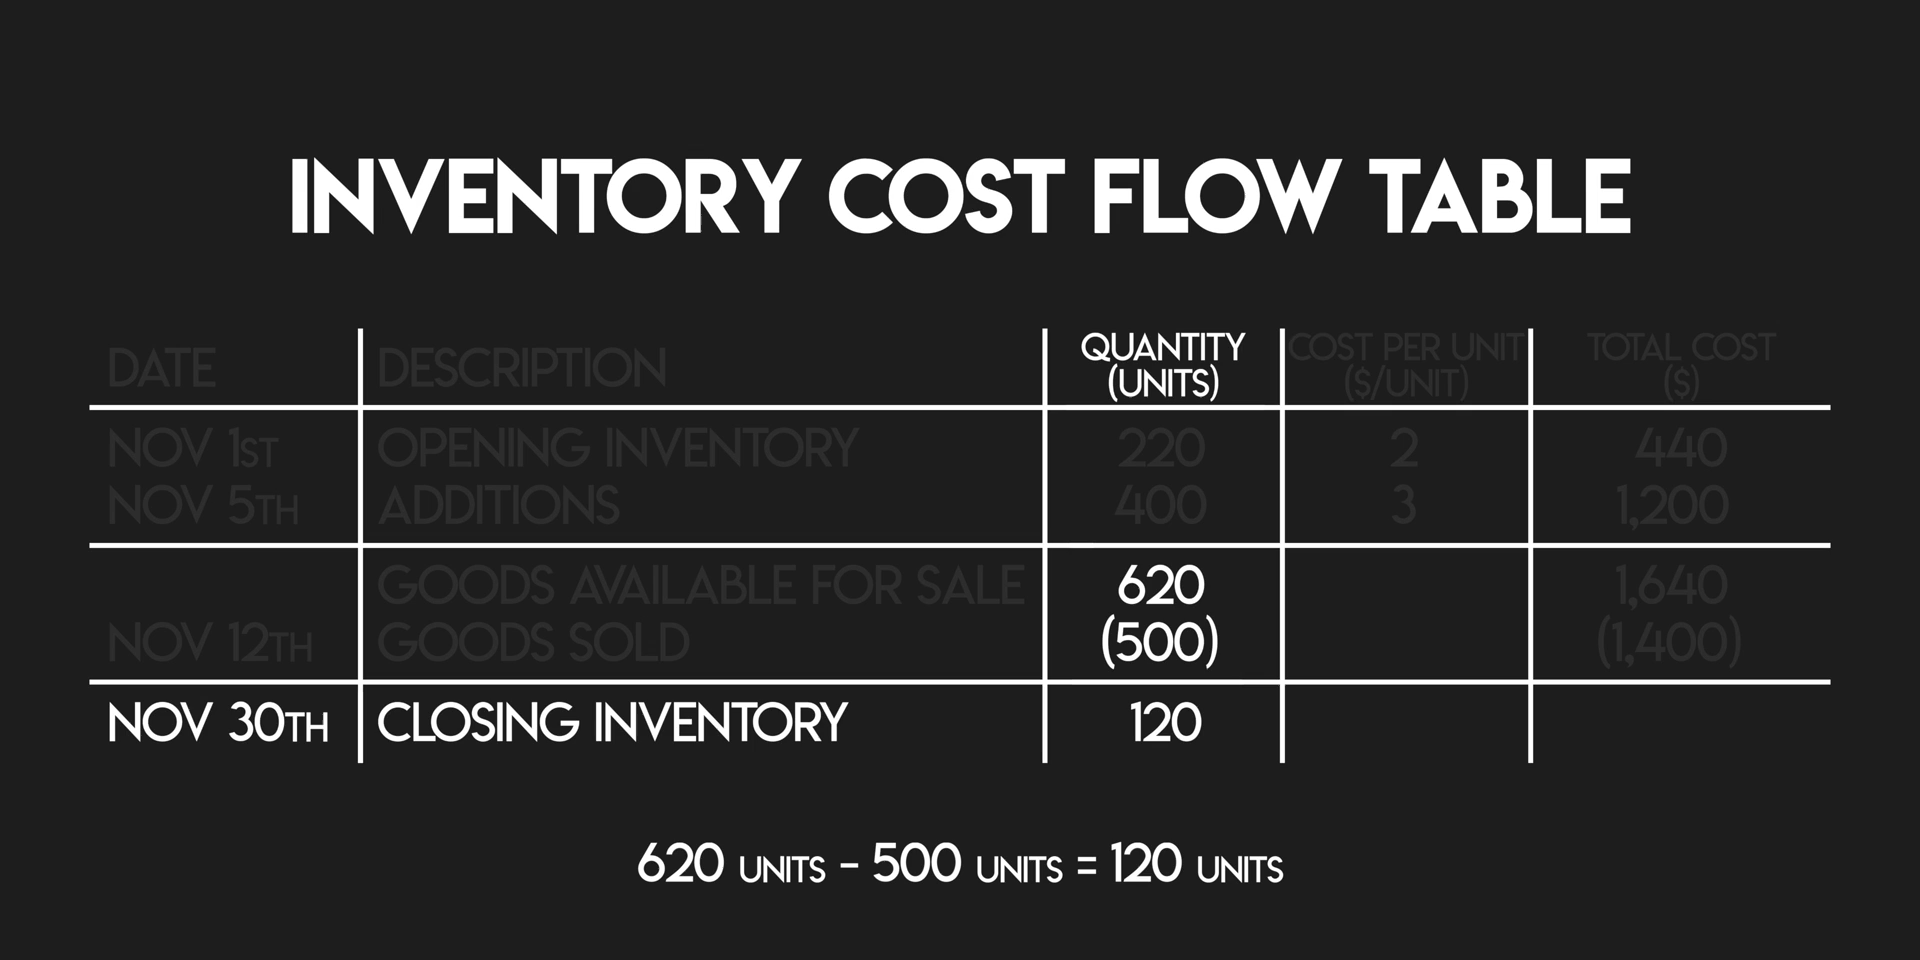 INVENTORY COST FLOW TABLE
DATE DESCRIPTION QUANTITY (UNITS) COST PER UNIT ($/UNIT) TOTAL COST ($)
NOV 1ST OPENING INVENTORY 220 2 440
NOV 5TH ADDITIONS 400 3 1,200
GOODS AVAILABLE FOR SALE 620 1,640
NOV 12TH GOODS SOLD (500) (1,400)
NOV 30TH CLOSING INVENTORY 120
620 UNITS – 500 UNITS = 120 UNITS